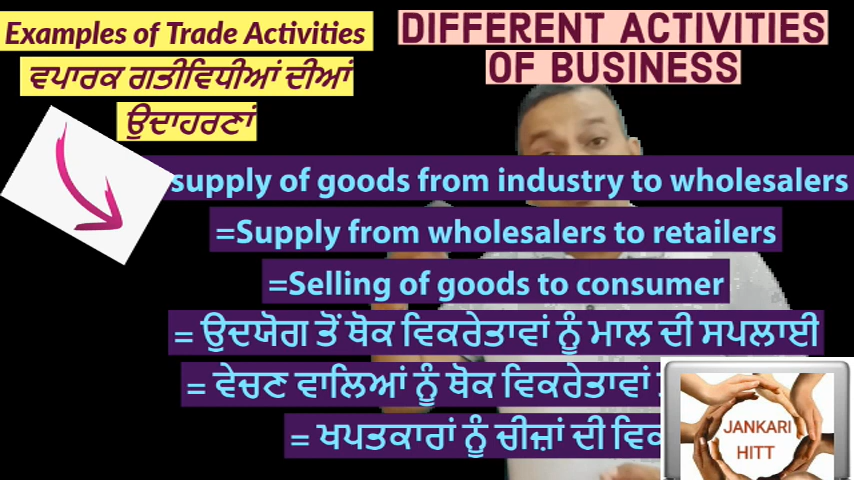 Examples of Trade Activities
ਵਪਾਰਕ ਗਤੀਵਿਧੀਆਂ ਦੀਆਂ
ਉਦਾਹਰਣਾਂ
DIFFERENT ACTIVITIES
OF BUSINESS
supply of goods from industry to wholesalers
=Supply from wholesalers to retailers
=Selling of goods to consumer
= ਉਦਯੋਗ ਤੋਂ ਥੋਕ ਵਿਕਰੇਤਾਵਾਂ ਨੂੰ ਮਾਲ ਦੀ ਸਪਲਾਈ
= ਵੇਚਣ ਵਾਲਿਆਂ ਨੂੰ ਥੋਕ ਵਿਕਰੇਤਾਵਾਂ
= ਖਪਤਕਾਰਾਂ ਨੂੰ ਚੀਜ਼ਾਂ ਦੀ
JANKARI
HITT